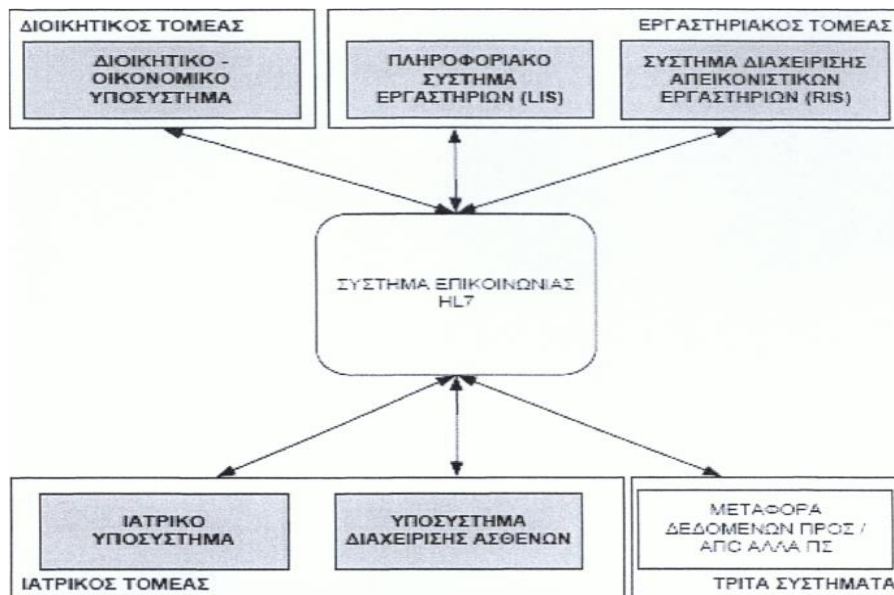 ΔΙΟΙΚΗΤΙΚΟΣ ΤΟΜΕΑΣ
ΔΙΟΙΚΗΤΙΚΟ -
ΟΙΚΟΝΟΜΙΚΟ
ΥΠΟΣΥΣΤΗΜΑ
ΕΡΓΑΣΤΗΡΙΑΚΟΣ ΤΟΜΕΑΣ
ΠΛΗΡΟΦΟΡΙΑΚΟ
ΣΥΣΤΗΜΑ
ΕΡΓΑΣΤΗΡΙΩΝ (LIS)
ΣΥΣΤΗΜΑ ΔΙΑΧΕΙΡΙΣΗΣ
ΑΠΕΙΚΟΝΙΣΤΙΚΩΝ
ΕΡΓΑΣΤΗΡΙΩΝ (RIS)
ΣΥΣΤΗΜΑ ΕΠΙΚΟΙΝΩΝΙΑΣ
HL7
ΙΑΤΡΙΚΟ
ΥΠΟΣΥΣΤΗΜΑ
ΥΠΟΣΥΣΤΗΜΑ
ΔΙΑΧΕΙΡΙΣΗΣ ΑΣΘΕΝΩΝ
ΙΑΤΡΙΚΟΣ ΤΟΜΕΑΣ
ΜΕΤΑΦΟΡΑ
ΔΕΔΟΜΕΝΩΝ ΠΡΟΣ /
ΑΠΟ ΑΛΛΑ ΠΣ
ΤΡΙΤΑ ΣΥΣΤΗΜΑΤΑ